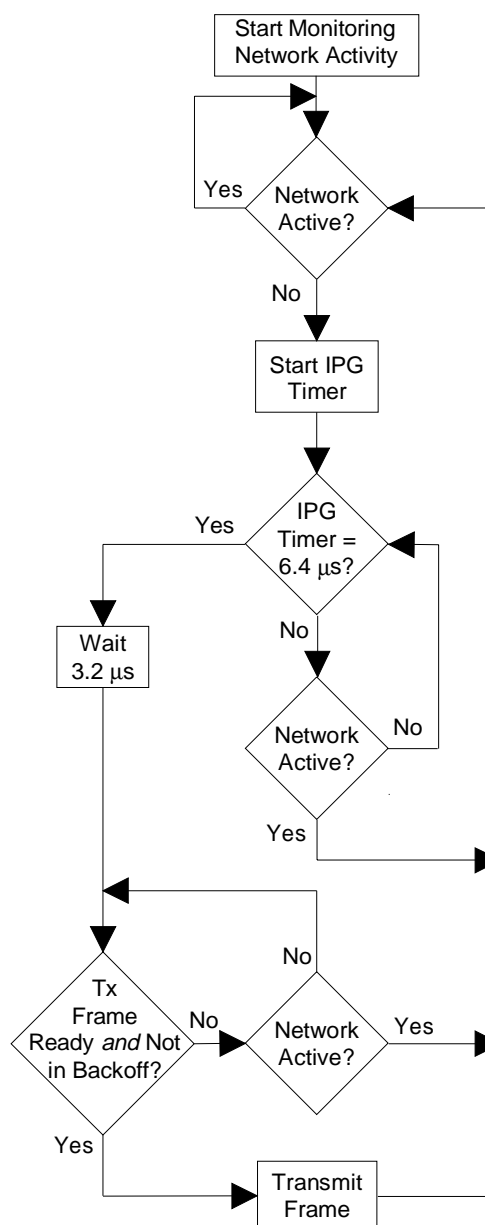 Start Monitoring
Network Activity
Yes
Network
Active?
No
Start IPG
Timer
Yes
IPG
Timer =
6.4 μs?
Wait
3.2 μs
No
Network
Active?
No
Yes
No
Tx
Frame
Ready and Not
in Backoff?
No
Network
Active?
Yes
Yes
Transmit
Frame